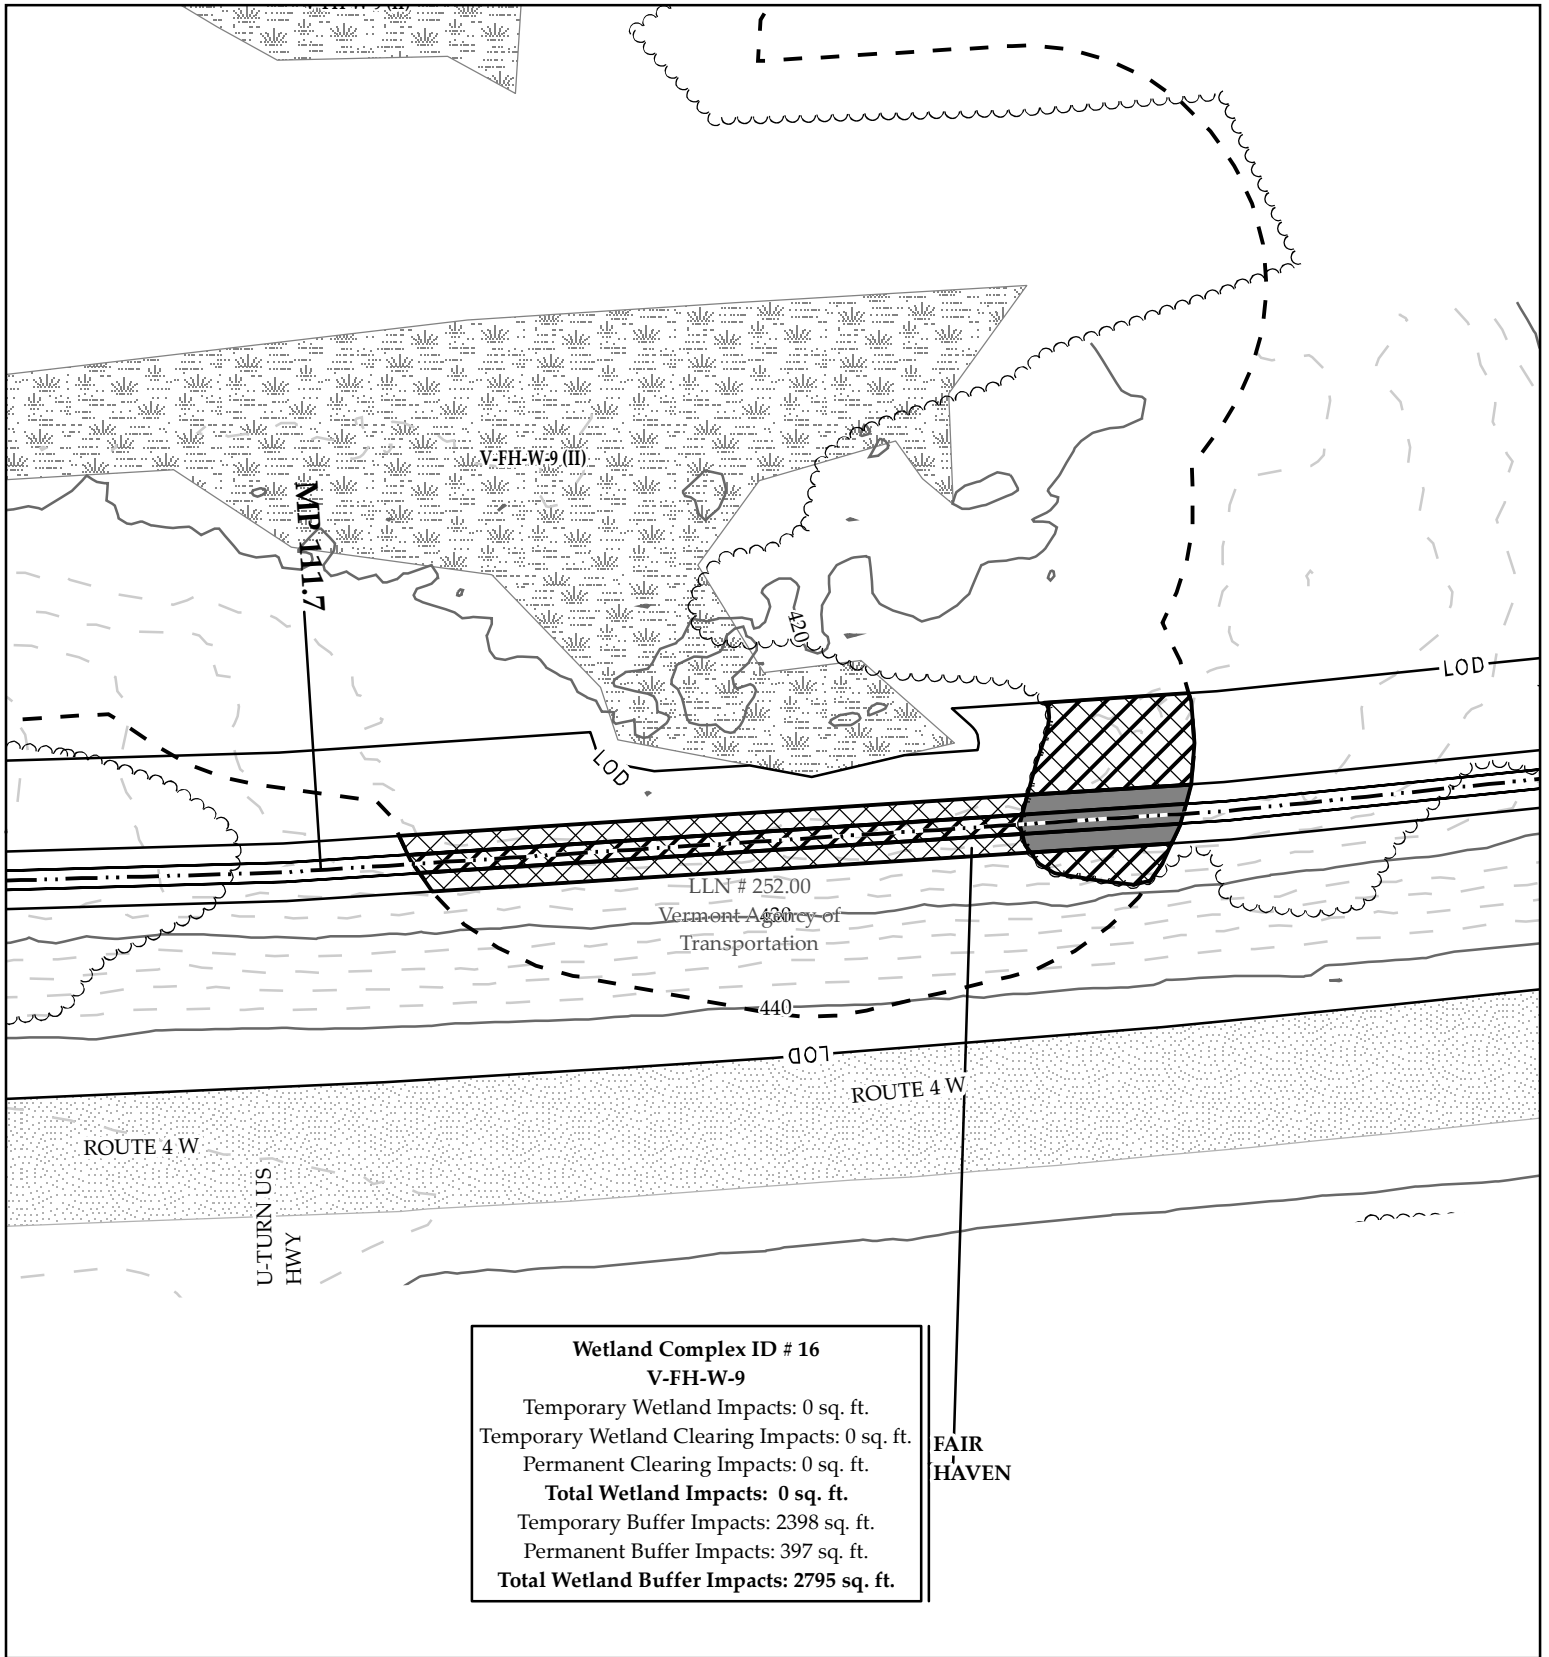 V-FH-W-9 (II)
V-FH-W-9 (II)
MP 111.7
420
LOD
LOD
LLN # 252.00
Vermont Agency of
Transportation
440
LOD
ROUTE 4 W
ROUTE 4 W
U-TURN US
HWY
Wetland Complex ID # 16
V-FH-W-9
Temporary Wetland Impacts: 0 sq. ft.
Temporary Wetland Clearing Impacts: 0 sq. ft.
Permanent Clearing Impacts: 0 sq. ft.
Total Wetland Impacts: 0 sq. ft.
Temporary Buffer Impacts: 2398 sq. ft.
Permanent Buffer Impacts: 397 sq. ft.
Total Wetland Buffer Impacts: 2795 sq. ft.
FAIR
HAVEN